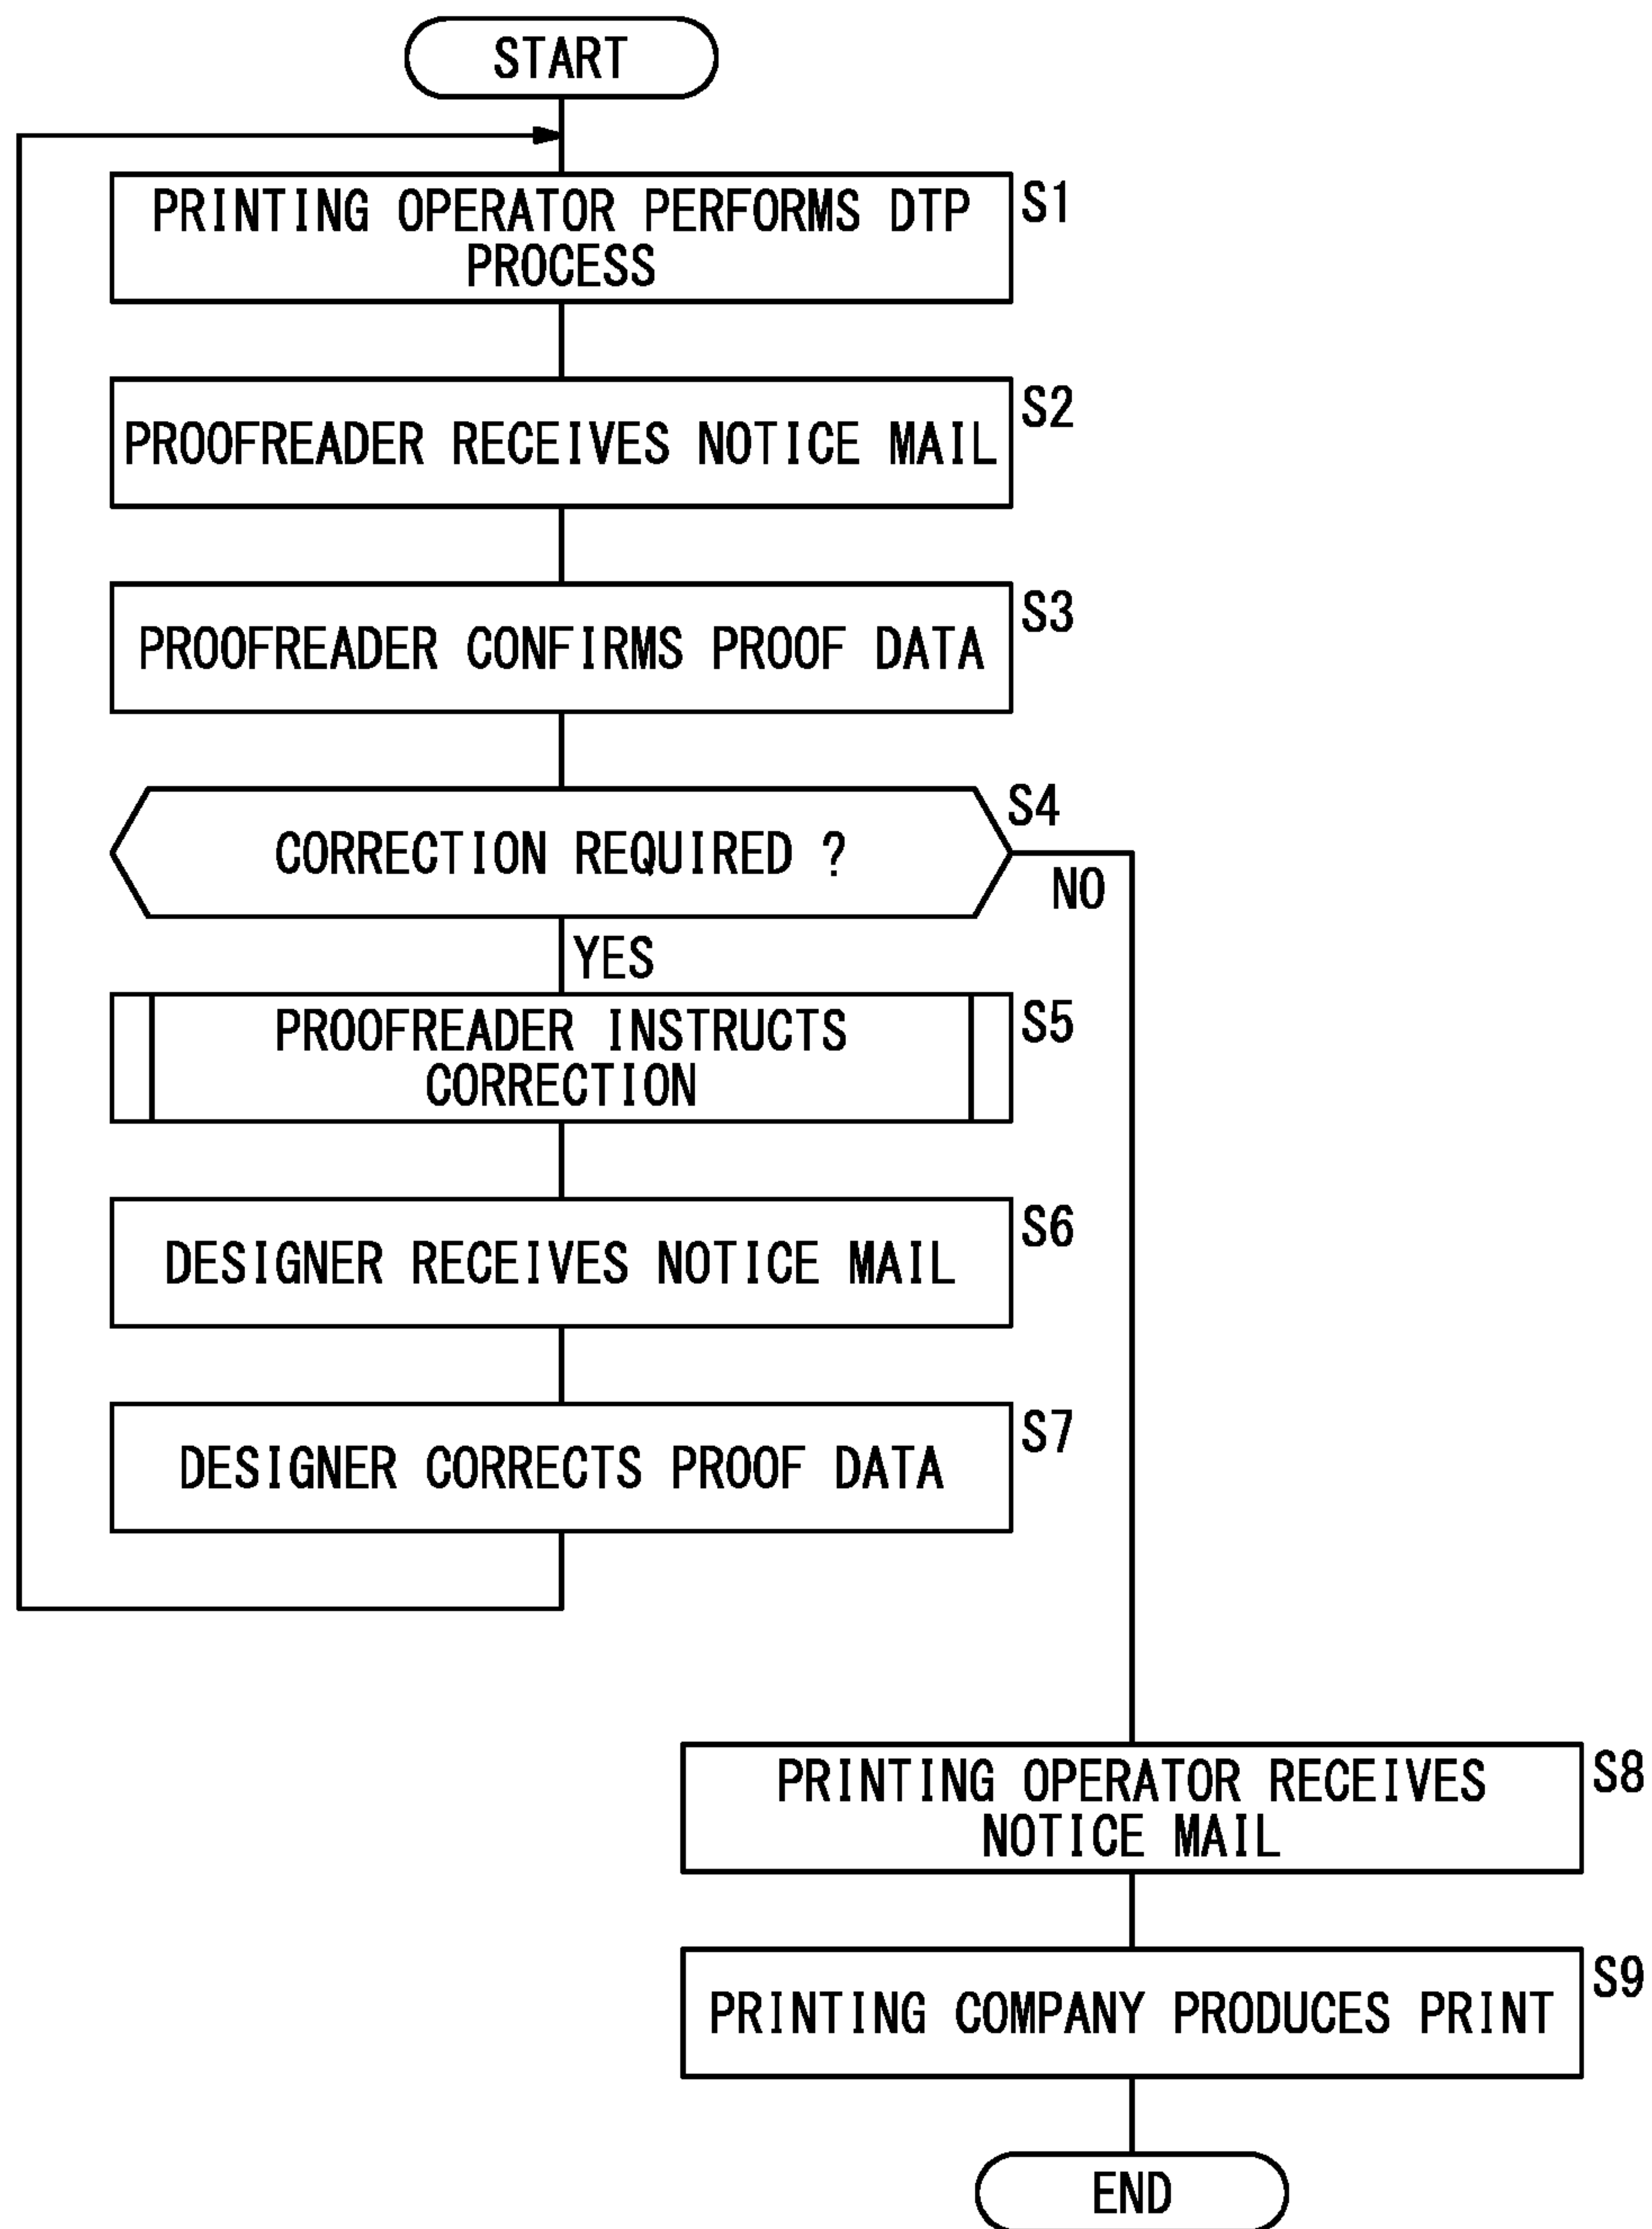 START
PRINTING OPERATOR PERFORMS DTP
PROCESS
S1
PROOFREADER RECEIVES NOTICE MAIL
S2
PROOFREADER CONFIRMS PROOF DATA
S3
CORRECTION REQUIRED ?
S4
NO
YES
PROOFREADER INSTRUCTS
CORRECTION
S5
DESIGNER RECEIVES NOTICE MAIL
S6
DESIGNER CORRECTS PROOF DATA
S7
PRINTING OPERATOR RECEIVES
NOTICE MAIL
S8
PRINTING COMPANY PRODUCES PRINT
S9
END